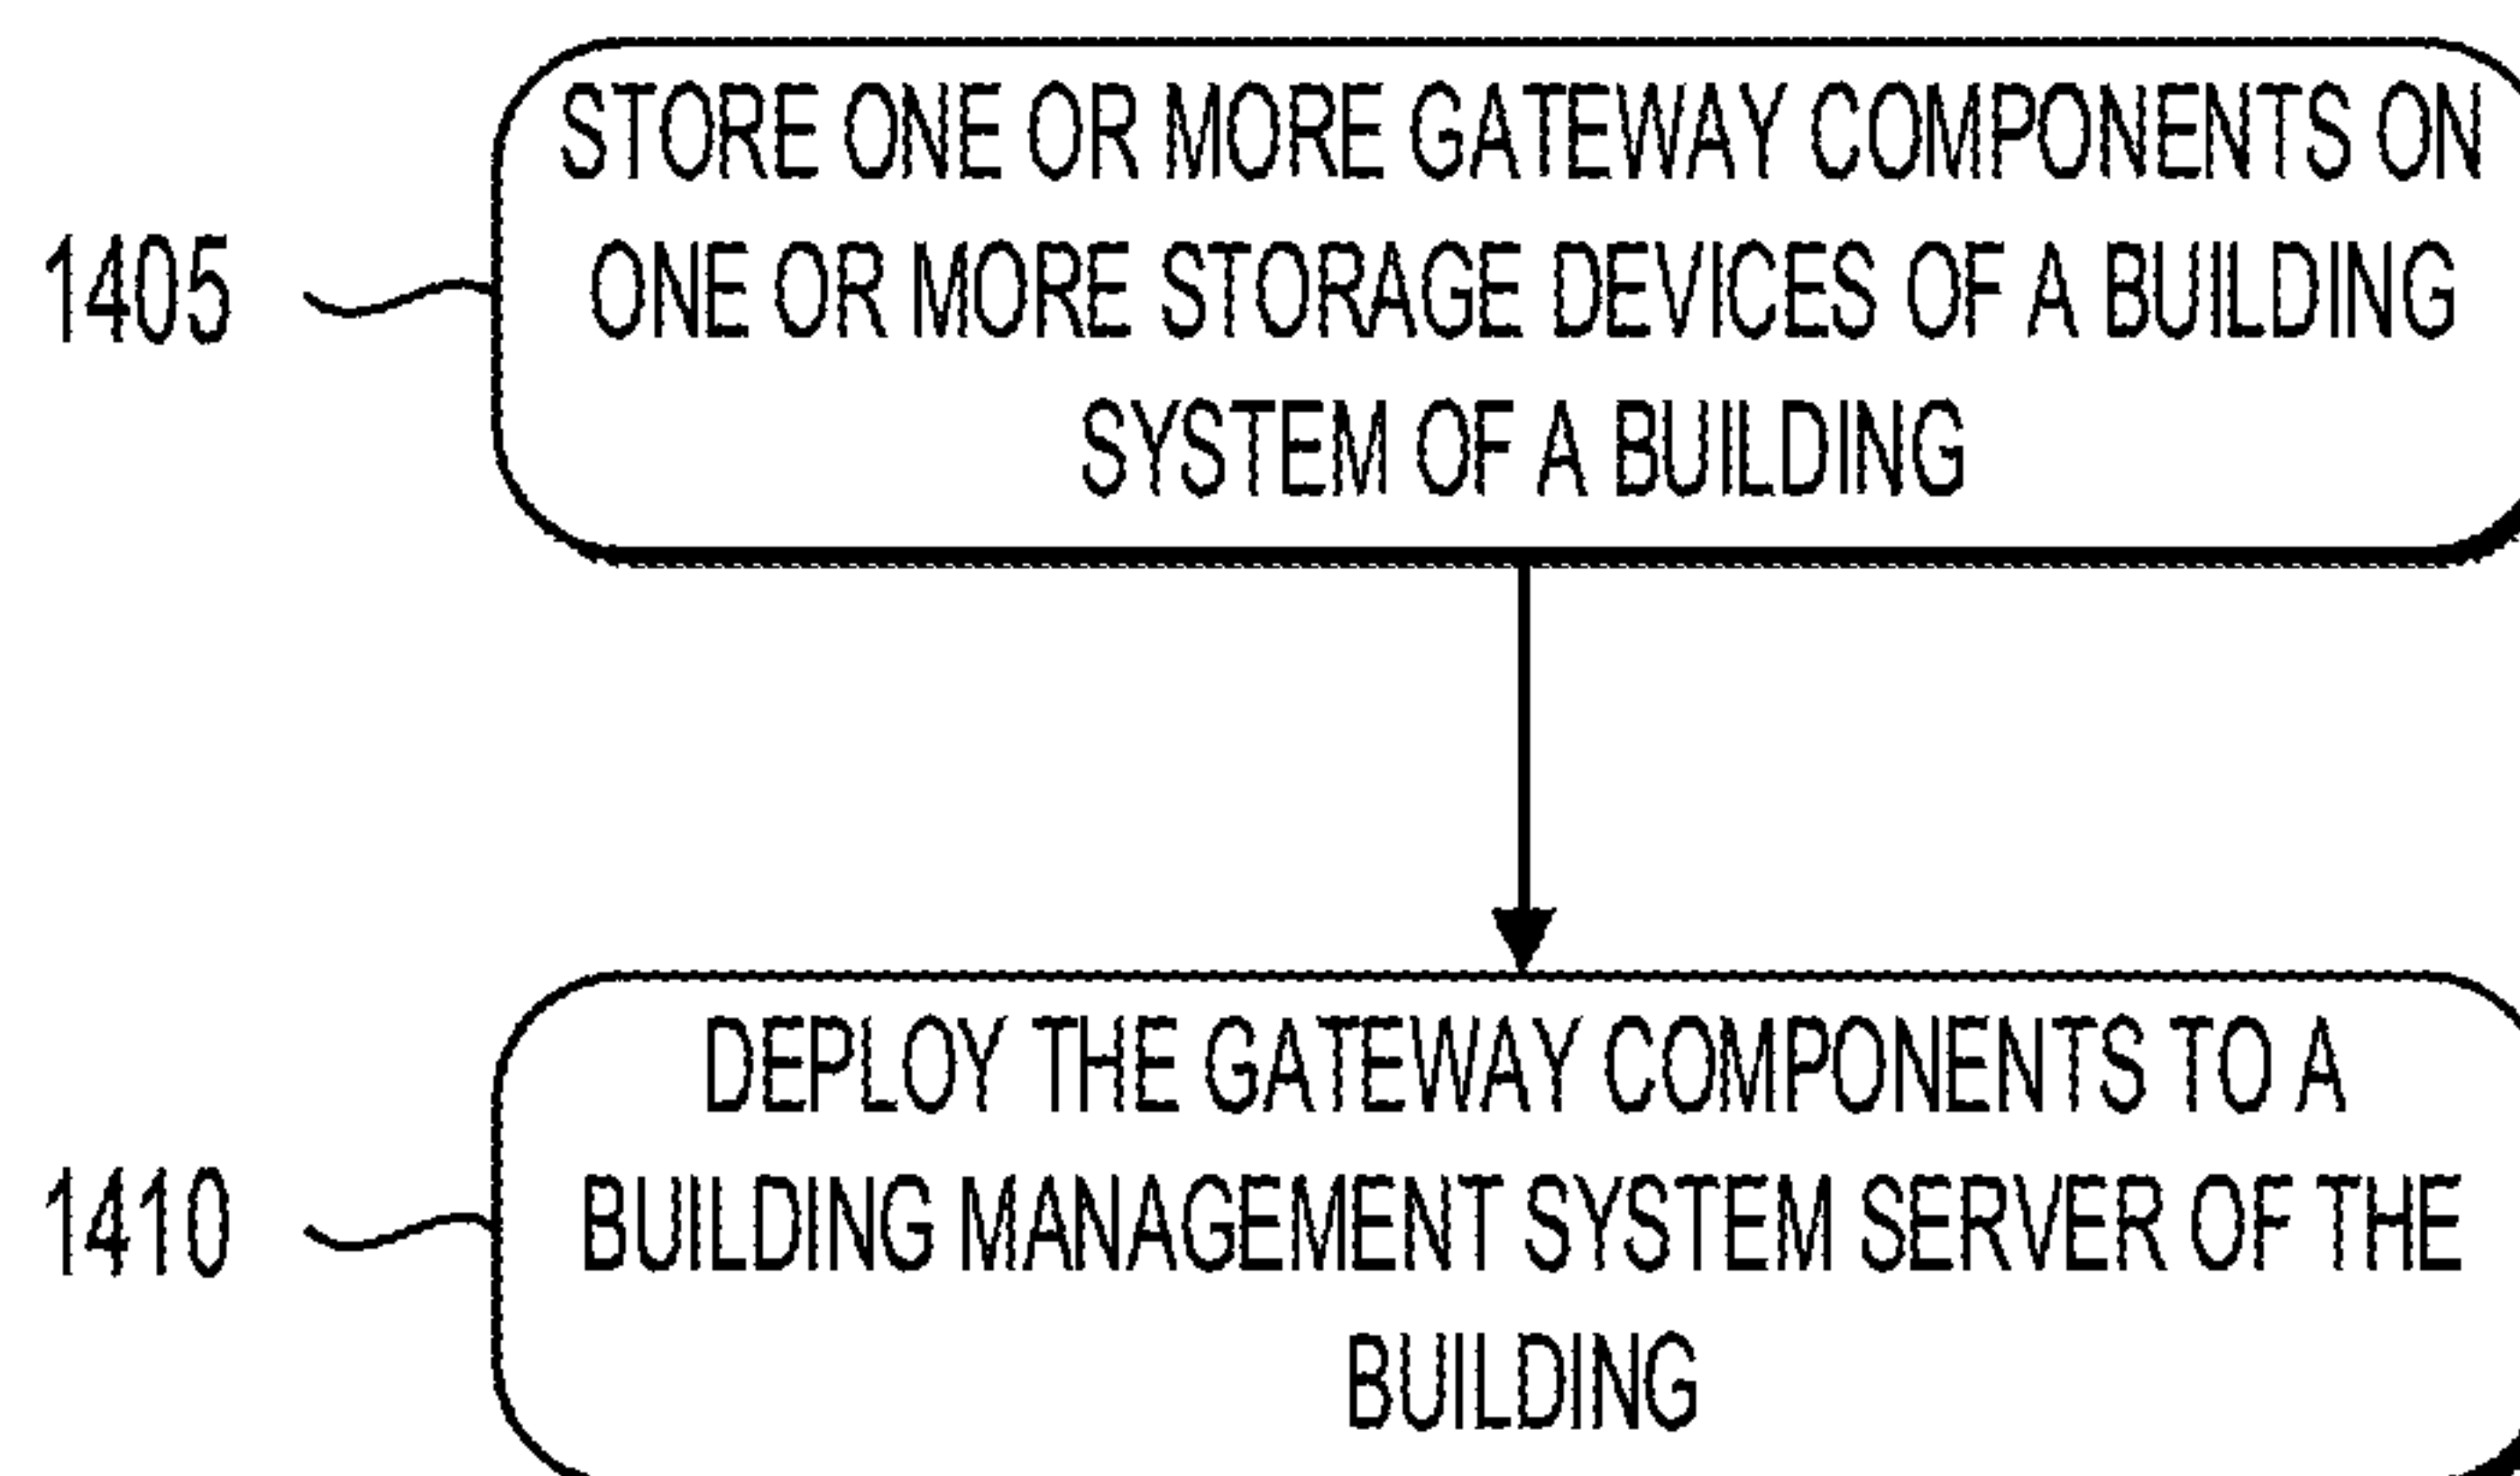 STORE ONE OR MORE GATEWAY COMPONENTS ON
1405
ONE OR MORE STORAGE DEVICES OF A BUILDING
SYSTEM OF A BUILDING
DEPLOY THE GATEWAY COMPONENTS TO A
1410
BUILDING MANAGEMENT SYSTEM SERVER OF THE
BUILDING